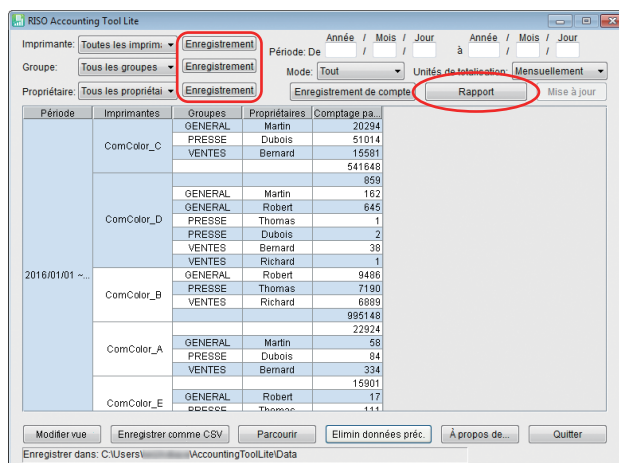 RISO Accounting Tool Lite
Imprimante: Toutes les imprim. Enregistrement
Année / Mois / Jour Année / Mois / Jour
Période: De / / à / /
Groupe: Tous les groupes Enregistrement
Mode: Tout Unités de totalisation: Mensuellement
Propriétaire: Tous les propriétai Enregistrement
Enregistrement de compte Rapport Mise à jour
Période Imprimantes Groupes Propriétaires Comptage pa...
2016/01/01 ~...
ComColor_C
GENERAL Martin 20294
PRESSE Dubois 51014
VENTES Bernard 15581
541648
ComColor_D
859
GENERAL Martin 162
GENERAL Robert 645
PRESSE Thomas 1
PRESSE Dubois 2
VENTES Bernard 38
VENTES Richard 1
ComColor_B
GENERAL Robert 9486
PRESSE Thomas 7190
VENTES Richard 6889
995148
ComColor_A
22924
GENERAL Martin 58
PRESSE Dubois 84
VENTES Bernard 334
ComColor_E
15901
GENERAL Robert 17
PRESSE Thomas 111
Modifier vue Enregistrer comme CSV Parcourir Elimin données préc. À propos de... Quitter
Enregistrer dans: C:\Users\ \AccountingToolLite\Data